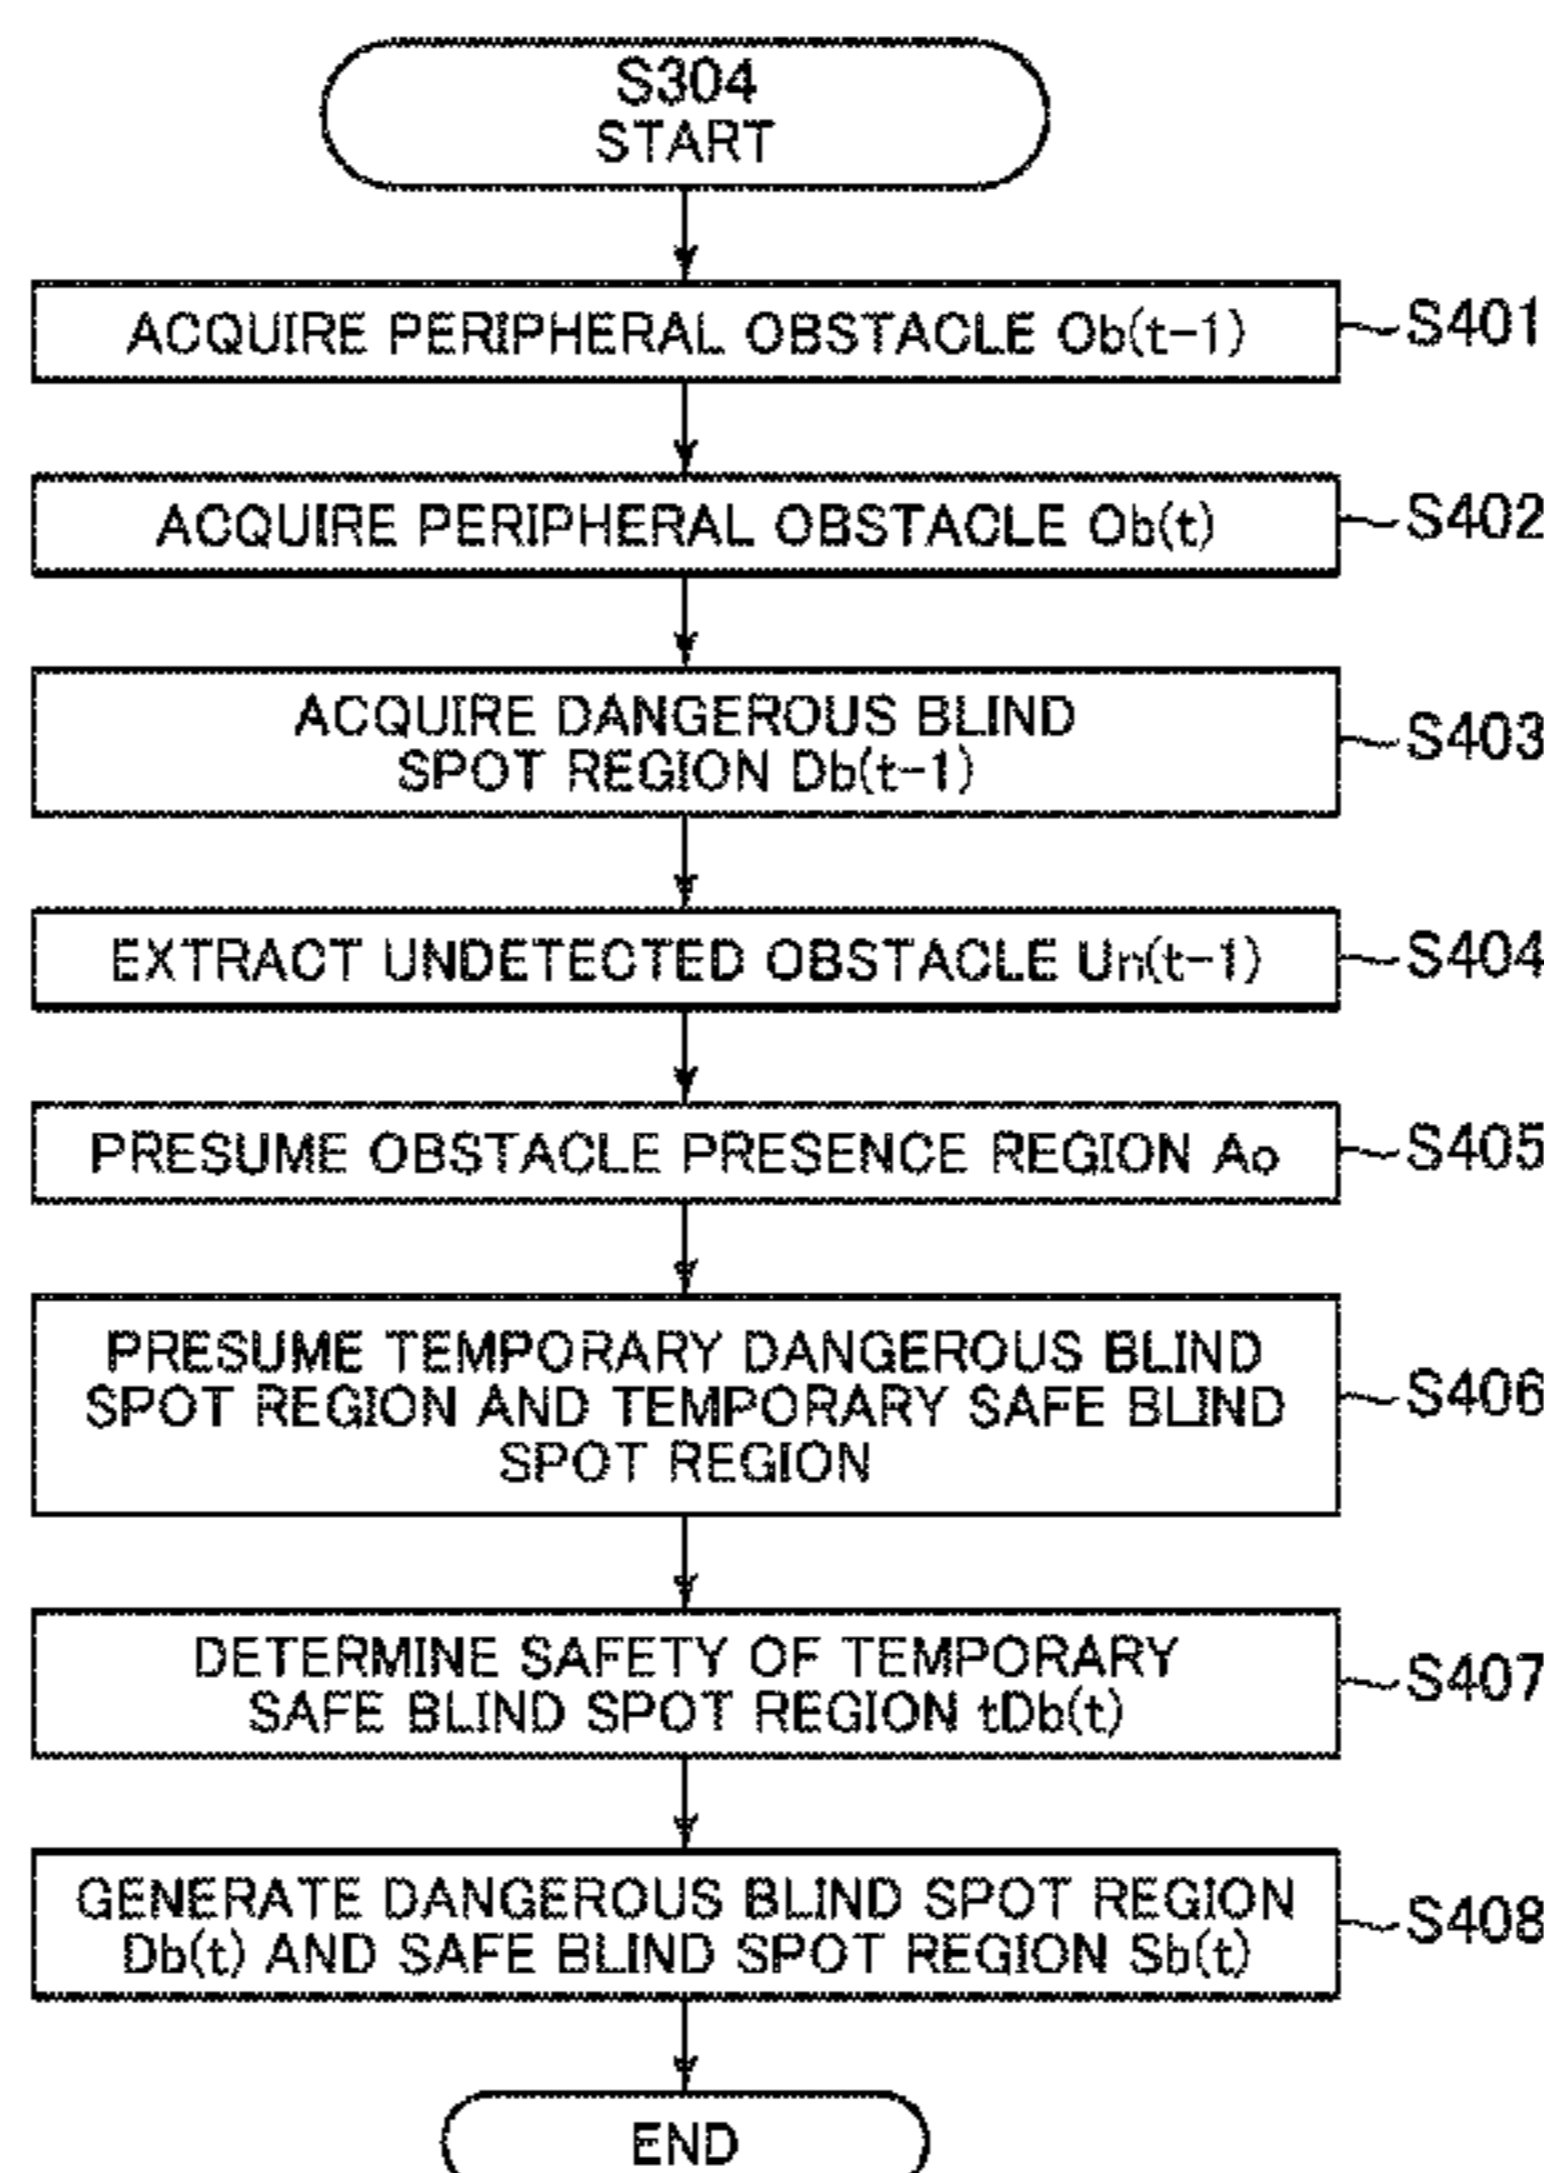 S304
START
ACQUIRE PERIPHERAL OBSTACLE Ob(t-1)
S401
ACQUIRE PERIPHERAL OBSTACLE Ob(t)
S402
ACQUIRE DANGEROUS BLIND
SPOT REGION Db(t-1)
S403
EXTRACT UNDETECTED OBSTACLE Un(t-1)
S404
PRESUME OBSTACLE PRESENCE REGION Ao
S405
PRESUME TEMPORARY DANGEROUS BLIND
SPOT REGION AND TEMPORARY SAFE BLIND
SPOT REGION
S406
DETERMINE SAFETY OF TEMPORARY
SAFE BLIND SPOT REGION tDb(t)
S407
GENERATE DANGEROUS BLIND SPOT REGION
Db(t) AND SAFE BLIND SPOT REGION Sb(t)
S408
END